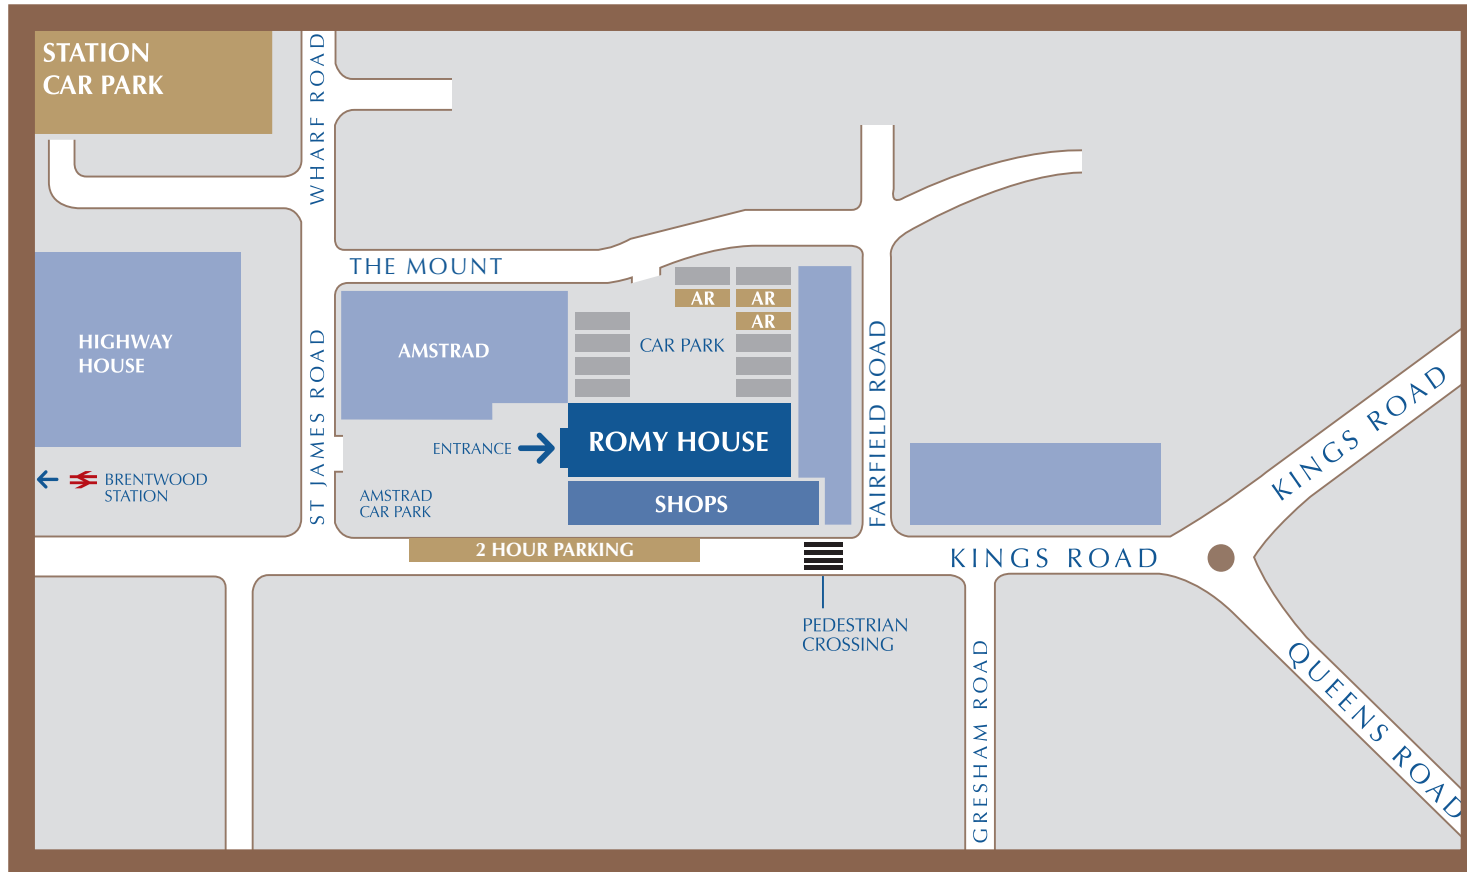 STATION
CAR PARK
WHARF ROAD
THE MOUNT
AR
AR
AR
HIGHWAY
HOUSE
AMSTRAD
CAR PARK
ST JAMES ROAD
FAIRFIELD ROAD
KINGS ROAD
ENTRANCE
ROMY HOUSE
BRENTWOOD
STATION
AMSTRAD
CAR PARK
SHOPS
2 HOUR PARKING
KINGS ROAD
PEDESTRIAN
CROSSING
GRESHAM ROAD
QUEENS ROAD